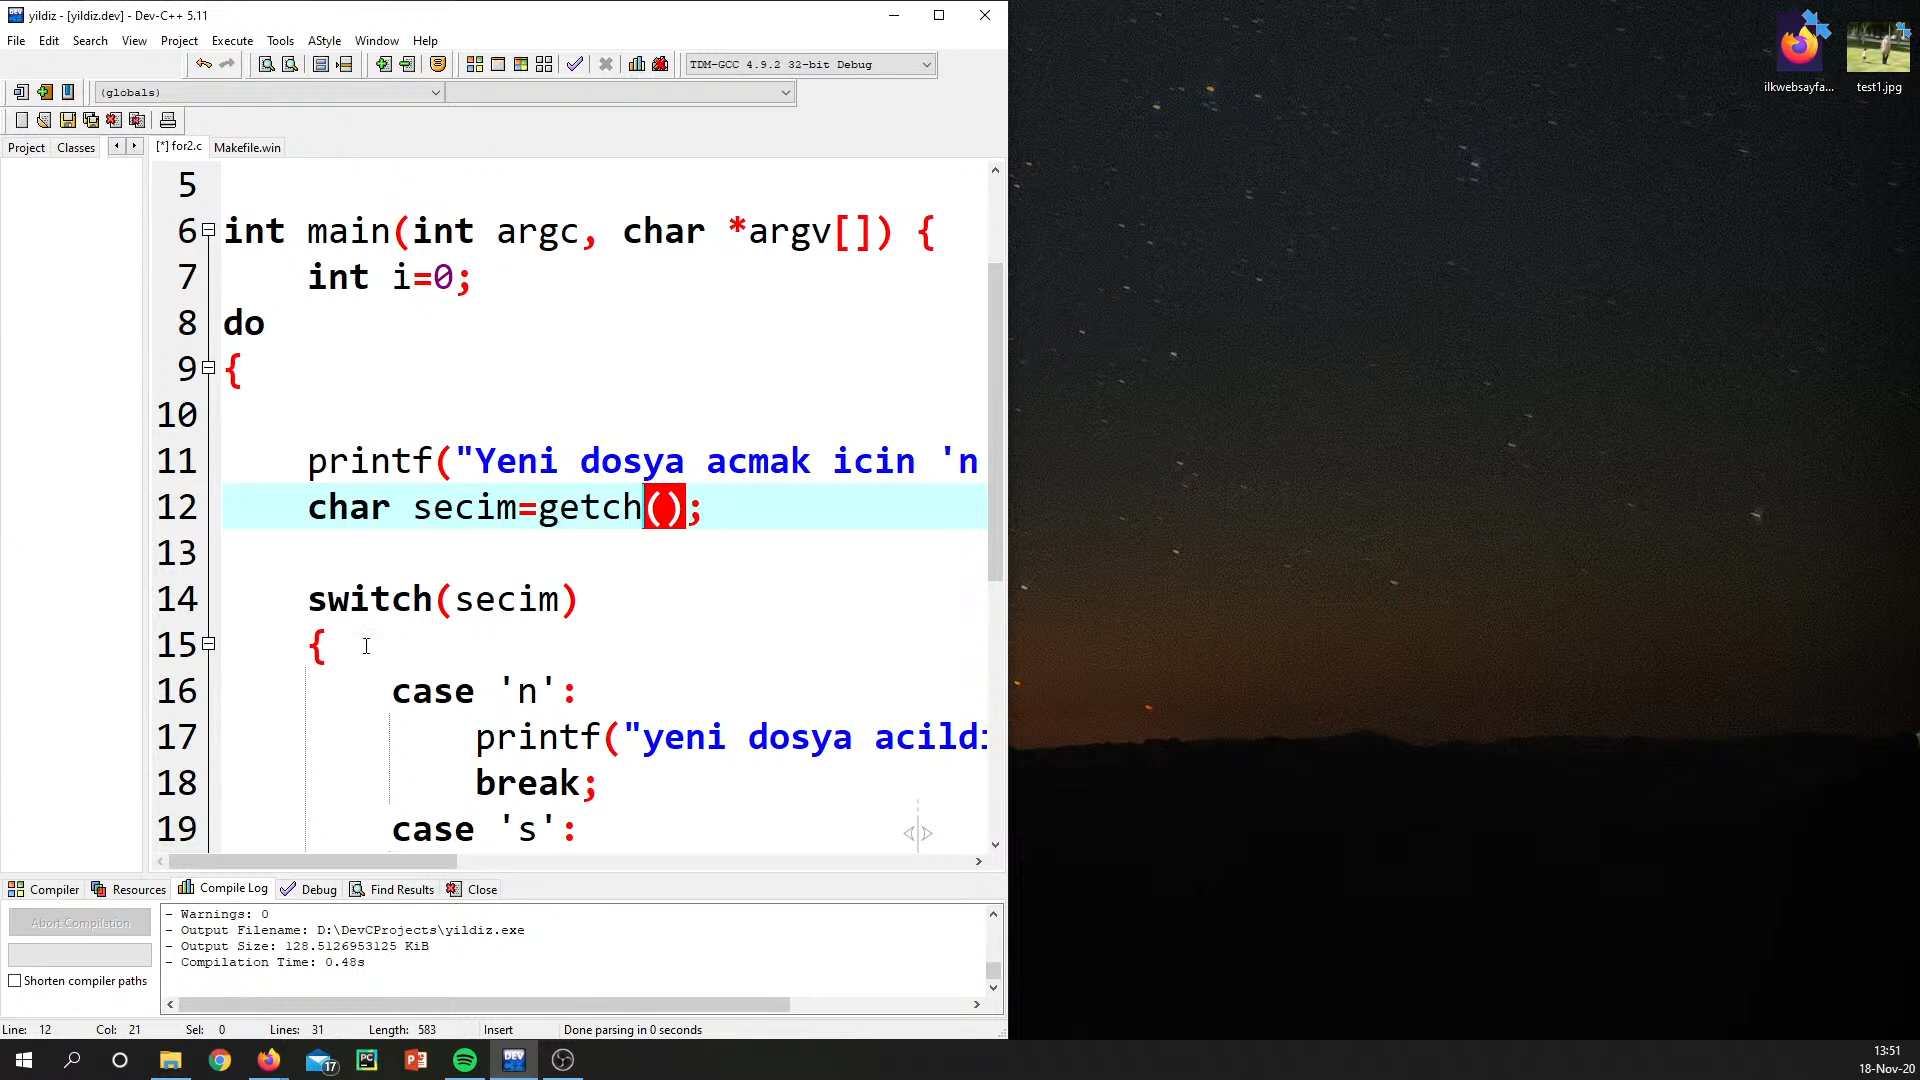 yildiz - [yildiz.dev] - Dev-C++ 5.11
File Edit Search View Project Execute Tools AStyle Window Help
TDM-GCC 4.9.2 32-bit Debug
(globals)
Project Classes [*] for2.c Makefile.win
5
6 int main(int argc, char *argv[]) {
7 int i=0;
8 do
9 {
10
11 printf("Yeni dosya acmak icin 'n
12 char secim=getch();
13
14 switch(secim)
15 {
16 case 'n':
17 printf("yeni dosya acildi
18 break;
19 case 's':
Compiler Resources Compile Log Debug Find Results Close
Abort Compilation
Shorten compiler paths
- Warnings: 0
- Output Filename: D:\DevCProjects\yildiz.exe
- Output Size: 128.5126953125 KiB
- Compilation Time: 0.48s
Line: 12 Col: 21 Sel: 0 Lines: 31 Length: 583 Insert Done parsing in 0 seconds
ilkwebsayfa...
test1.jpg
17
PC
P
DEV
13:51
18-Nov-20